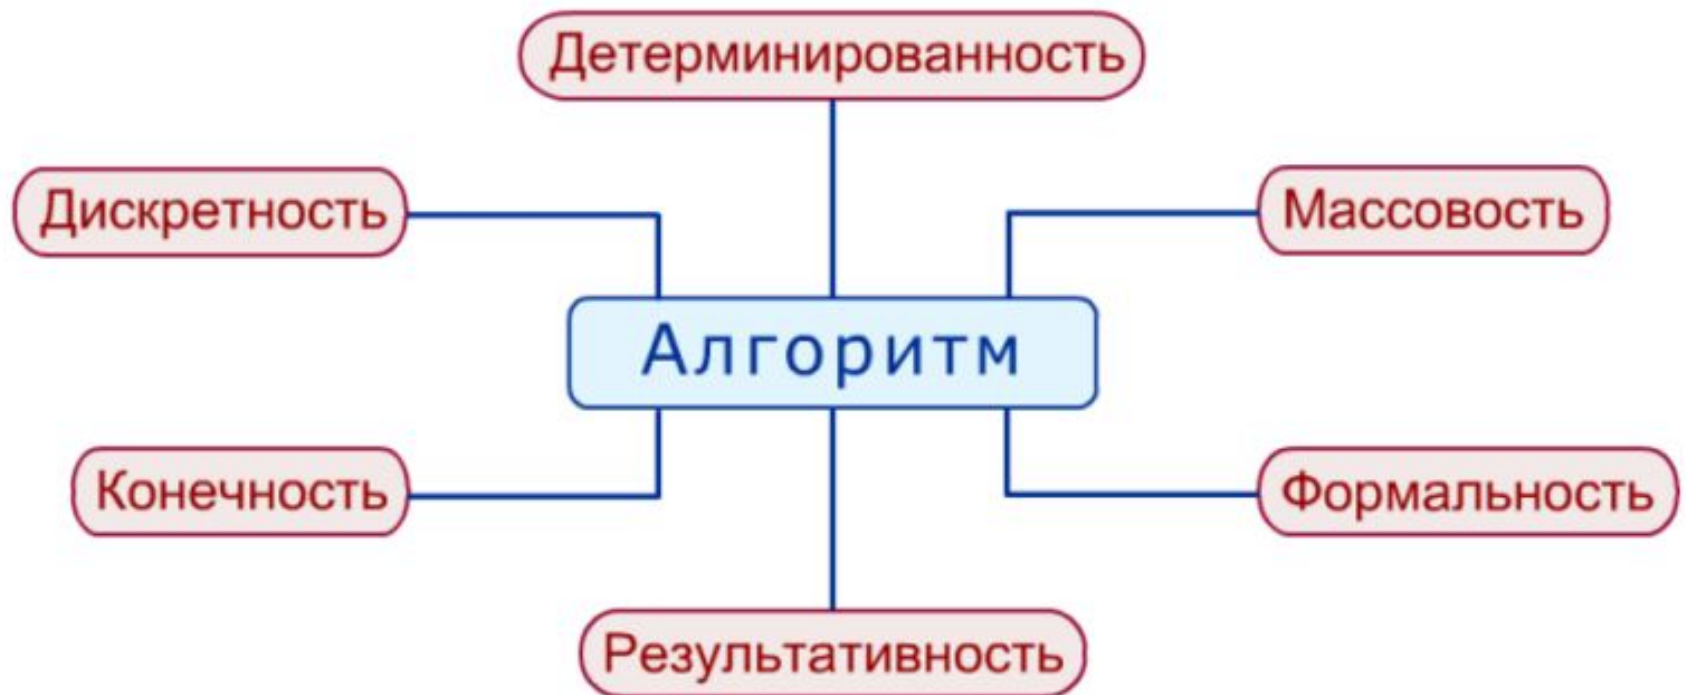 Детерминированность
Дискретность
Массовость
Алгоритм
Конечность
Формальность
Результативность